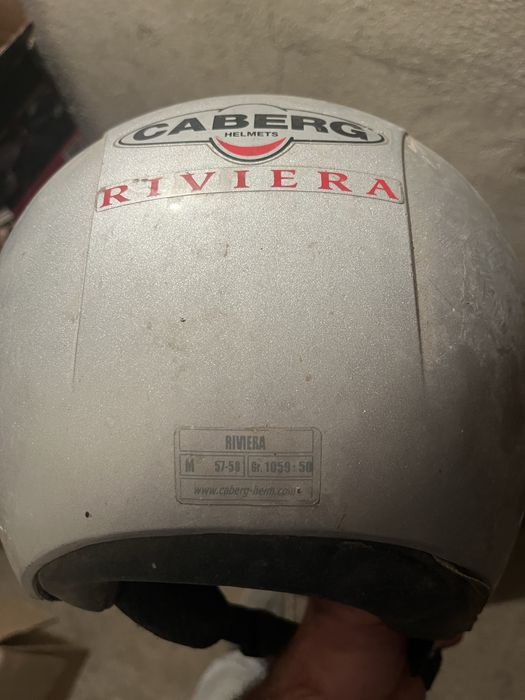 CABERG
HELMETS
RIVIERA
RIVIERA
M 57-58 Gr. 1059±50
www.caberg-helm.com